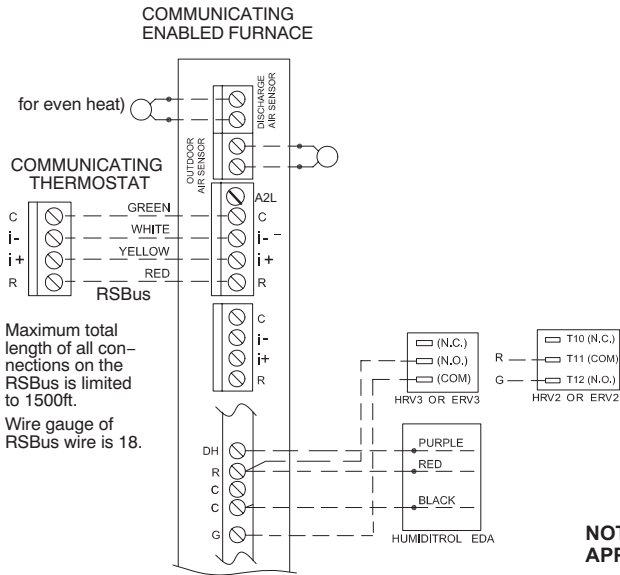 COMMUNICATING
ENABLED FURNACE
for even heat)
DISCHARGE
AIR SENSOR
OUTDOOR
AIR SENSOR
COMMUNICATING
THERMOSTAT
A2L
C
GREEN
C
i-
WHITE
i-
i+
YELLOW
i+
R
RED
R
RSBus
Maximum total
length of all con-
nections on the
RSBus is limited
to 1500ft.
Wire gauge of
RSBus wire is 18.
C
i-
i+
R
(N.C.)
(N.O.)
(COM)
HRV3 OR ERV3
T10 (N.C.)
R
T11 (COM)
G
T12 (N.O.)
HRV2 OR ERV2
DH
R
C
C
G
PURPLE
RED
BLACK
HUMIDITROL EDA
NOT
APP